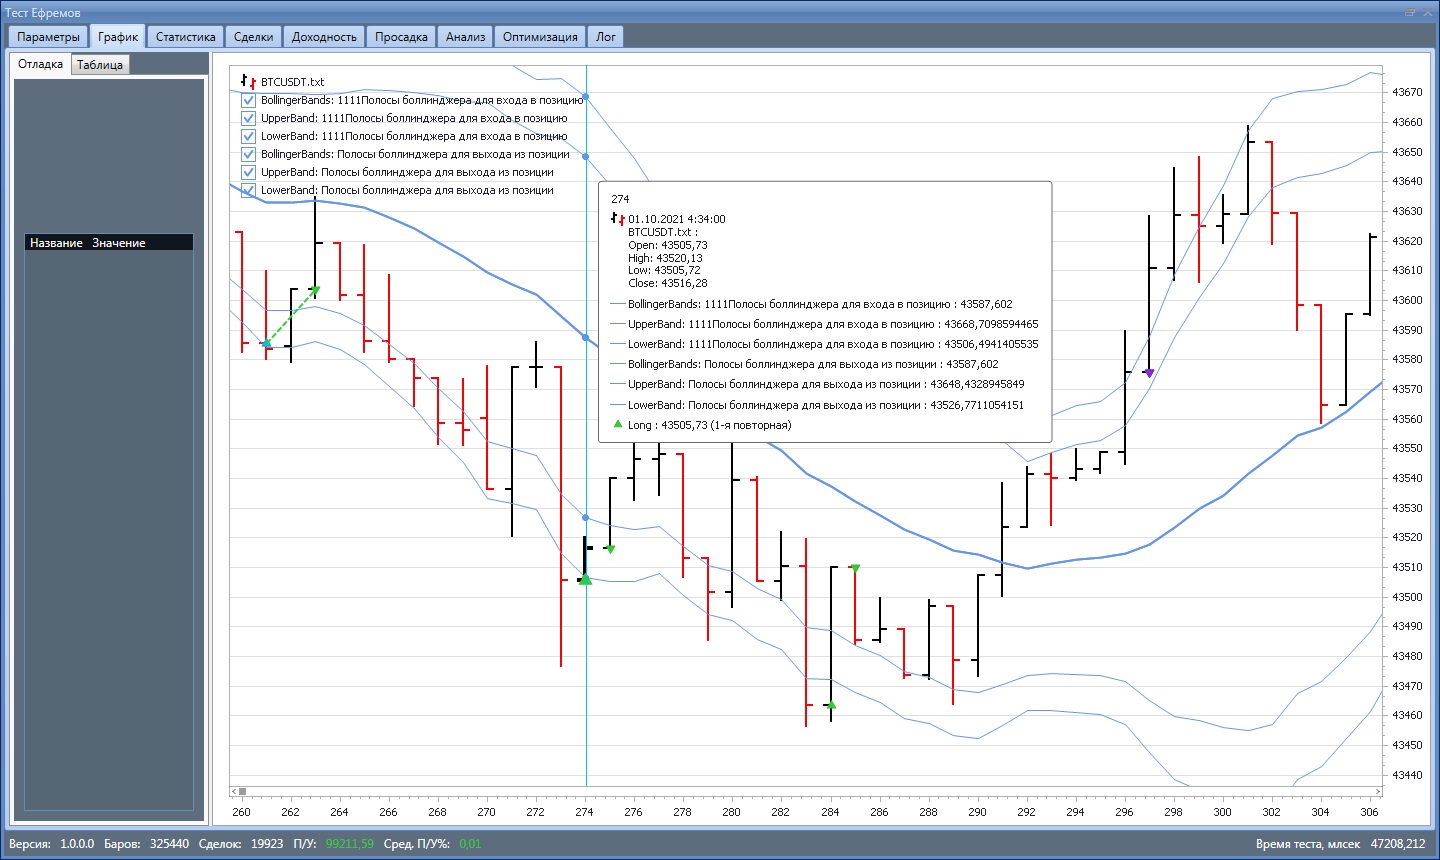 Тест Ефремов
Параметры График Статистика Сделки Доходность Просадка Анализ Оптимизация Лог
Отладка Таблица
Название Значение
BTCUSDT.txt
BollingerBands: 1111Полосы боллинджера для входа в позицию
UpperBand: 1111Полосы боллинджера для входа в позицию
LowerBand: 1111Полосы боллинджера для входа в позицию
BollingerBands: Полосы боллинджера для выхода из позиции
UpperBand: Полосы боллинджера для выхода из позиции
LowerBand: Полосы боллинджера для выхода из позиции
274
01.10.2021 4:34:00
BTCUSDT.txt :
Open: 43505,73
High: 43520,13
Low: 43505,72
Close: 43516,28
BollingerBands: 1111Полосы боллинджера для входа в позицию : 43587,602
UpperBand: 1111Полосы боллинджера для входа в позицию : 43668,7098594465
LowerBand: 1111Полосы боллинджера для входа в позицию : 43506,4941405535
BollingerBands: Полосы боллинджера для выхода из позиции : 43587,602
UpperBand: Полосы боллинджера для выхода из позиции : 43648,4328945849
LowerBand: Полосы боллинджера для выхода из позиции : 43526,7711054151
Long : 43505,73 (1-я повторная)
43670
43660
43650
43640
43630
43620
43610
43600
43590
43580
43570
43560
43550
43540
43530
43520
43510
43500
43490
43480
43470
43460
43450
43440
260 262 264 266 268 270 272 274 276 278 280 282 284 286 288 290 292 294 296 298 300 302 304 306
Версия: 1.0.0.0 Баров: 325440 Сделок: 19923 П/У: 99211,59 Сред. П/У%: 0,01 Время теста, млсек 47208,212